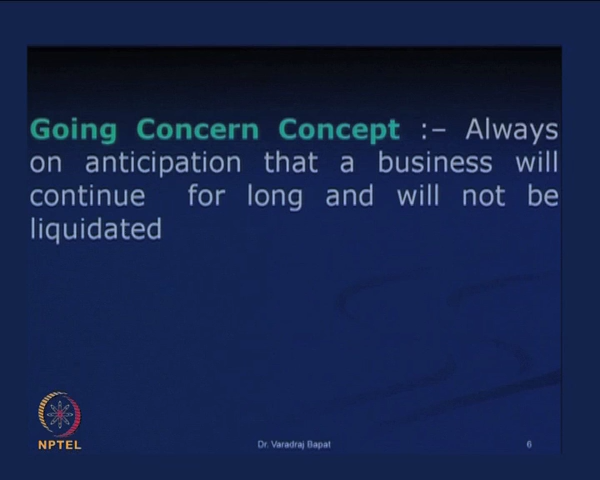 Going Concern Concept :– Always
on anticipation that a business will
continue for long and will not be
liquidated
NPTEL
Dr. Varadraj Bapat
6